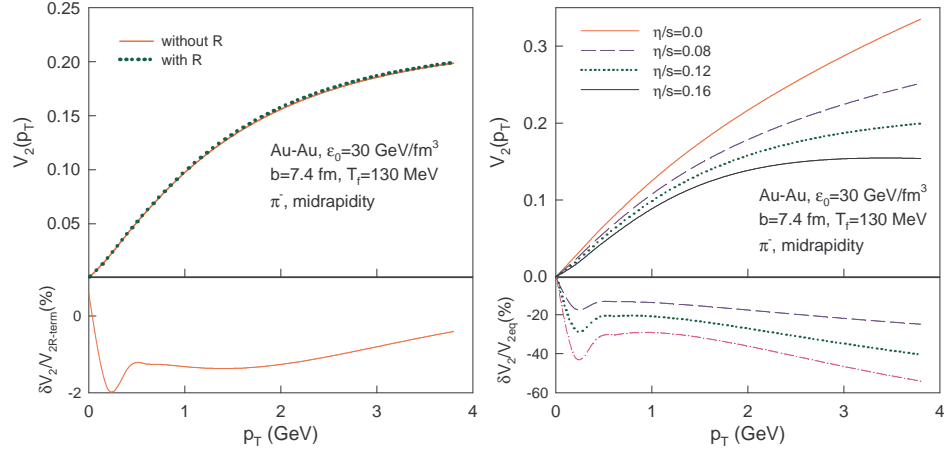 without R
with R
0.20
0.15
0.10
0.05
V2(pT)
Au-Au, ε0=30 GeV/fm3
b=7.4 fm, Tf=130 MeV
π-, midrapidity
0
-2
δV2/V2R-term(%)
0 1 2 3 4
pT (GeV)
η/s=0.0
η/s=0.08
η/s=0.12
η/s=0.16
0.3
0.2
0.1
0.0
V2(pT)
Au-Au, ε0=30 GeV/fm3
b=7.4 fm, Tf=130 MeV
π-, midrapidity
-20
-40
-60
δV2/V2eq(%)
0 1 2 3 4
pT (GeV)